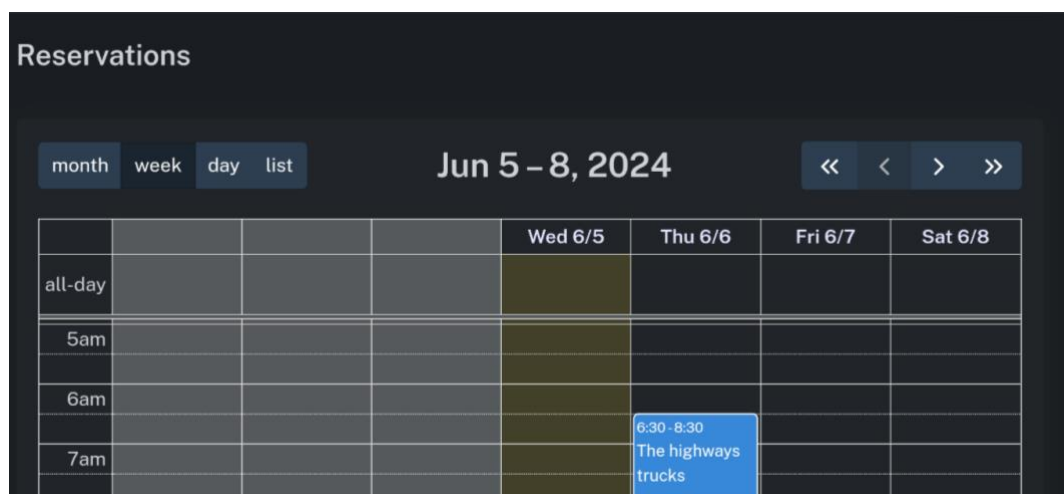 Reservations
month week day list
Jun 5 – 8, 2024
« < > »
Wed 6/5 Thu 6/6 Fri 6/7 Sat 6/8
all-day
5am
6am
6:30 - 8:30
7am
The highways
trucks